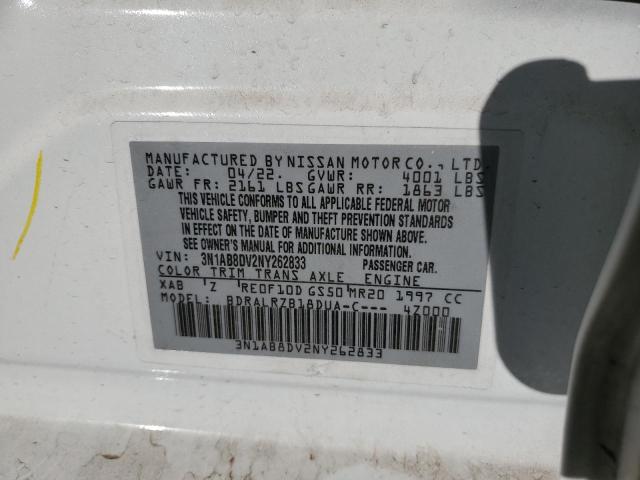 MANUFACTURED BY NISSAN MOTOR CO., LTD.
DATE: 04/22. GVWR: 4001 LBS
GAWR FR: 2161 LBS GAWR RR: 1863 LBS
THIS VEHICLE CONFORMS TO ALL APPLICABLE FEDERAL MOTOR
VEHICLE SAFETY, BUMPER AND THEFT PREVENTION STANDARDS
IN EFFECT ON THE DATE OF MANUFACTURE SHOWN ABOVE.
SEE OWNER'S MANUAL FOR ADDITIONAL INFORMATION.
VIN: 3N1AB8DV2NY262833 PASSENGER CAR.
COLOR TRIM TRANS AXLE ENGINE
XAB Z RE0F10D GS50 MR20 1997 CC
MODEL: BDRALRZB18DUA-C--- 4Z000
3N1AB8DV2NY262833